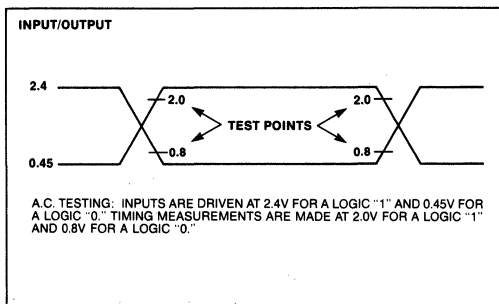 INPUT/OUTPUT
2.4
2.0
2.0
TEST POINTS
0.8
0.8
0.45
A.C. TESTING: INPUTS ARE DRIVEN AT 2.4V FOR A LOGIC "1" AND 0.45V FOR
A LOGIC "0." TIMING MEASUREMENTS ARE MADE AT 2.0V FOR A LOGIC "1"
AND 0.8V FOR A LOGIC "0."